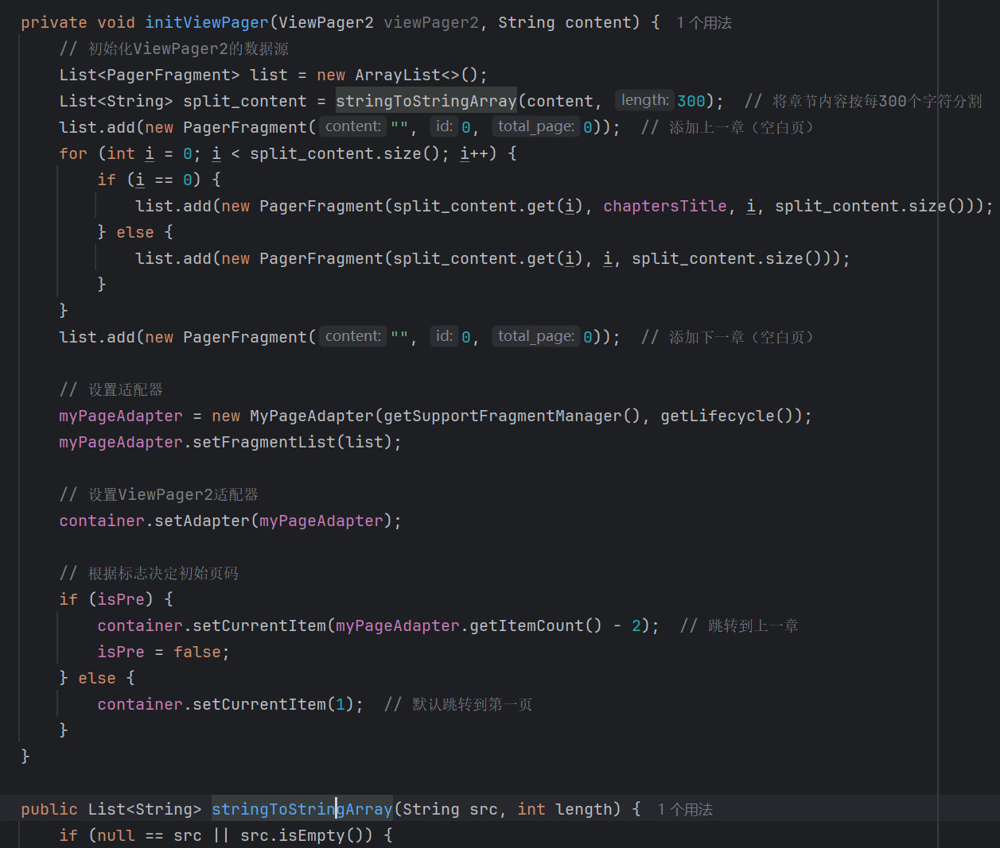 private void initViewPager(ViewPager2 viewPager2, String content) { 1 个用法
// 初始化ViewPager2的数据源
List<PagerFragment> list = new ArrayList<>();
List<String> split_content = stringToStringArray(content, length: 300); // 将章节内容按每300个字符分割
list.add(new PagerFragment( content: "", id: 0, total_page: 0)); // 添加上一章（空白页）
for (int i = 0; i < split_content.size(); i++) {
if (i == 0) {
list.add(new PagerFragment(split_content.get(i), chaptersTitle, i, split_content.size()));
} else {
list.add(new PagerFragment(split_content.get(i), i, split_content.size()));
}
}
list.add(new PagerFragment( content: "", id: 0, total_page: 0)); // 添加下一章（空白页）
// 设置适配器
myPageAdapter = new MyPageAdapter(getSupportFragmentManager(), getLifecycle());
myPageAdapter.setFragmentList(list);
// 设置ViewPager2适配器
container.setAdapter(myPageAdapter);
// 根据标志决定初始页码
if (isPre) {
container.setCurrentItem(myPageAdapter.getItemCount() - 2); // 跳转到上一章
isPre = false;
} else {
container.setCurrentItem(1); // 默认跳转到第一页
}
}
public List<String> stringToStringArray(String src, int length) { 1 个用法
if (null == src || src.isEmpty()) {